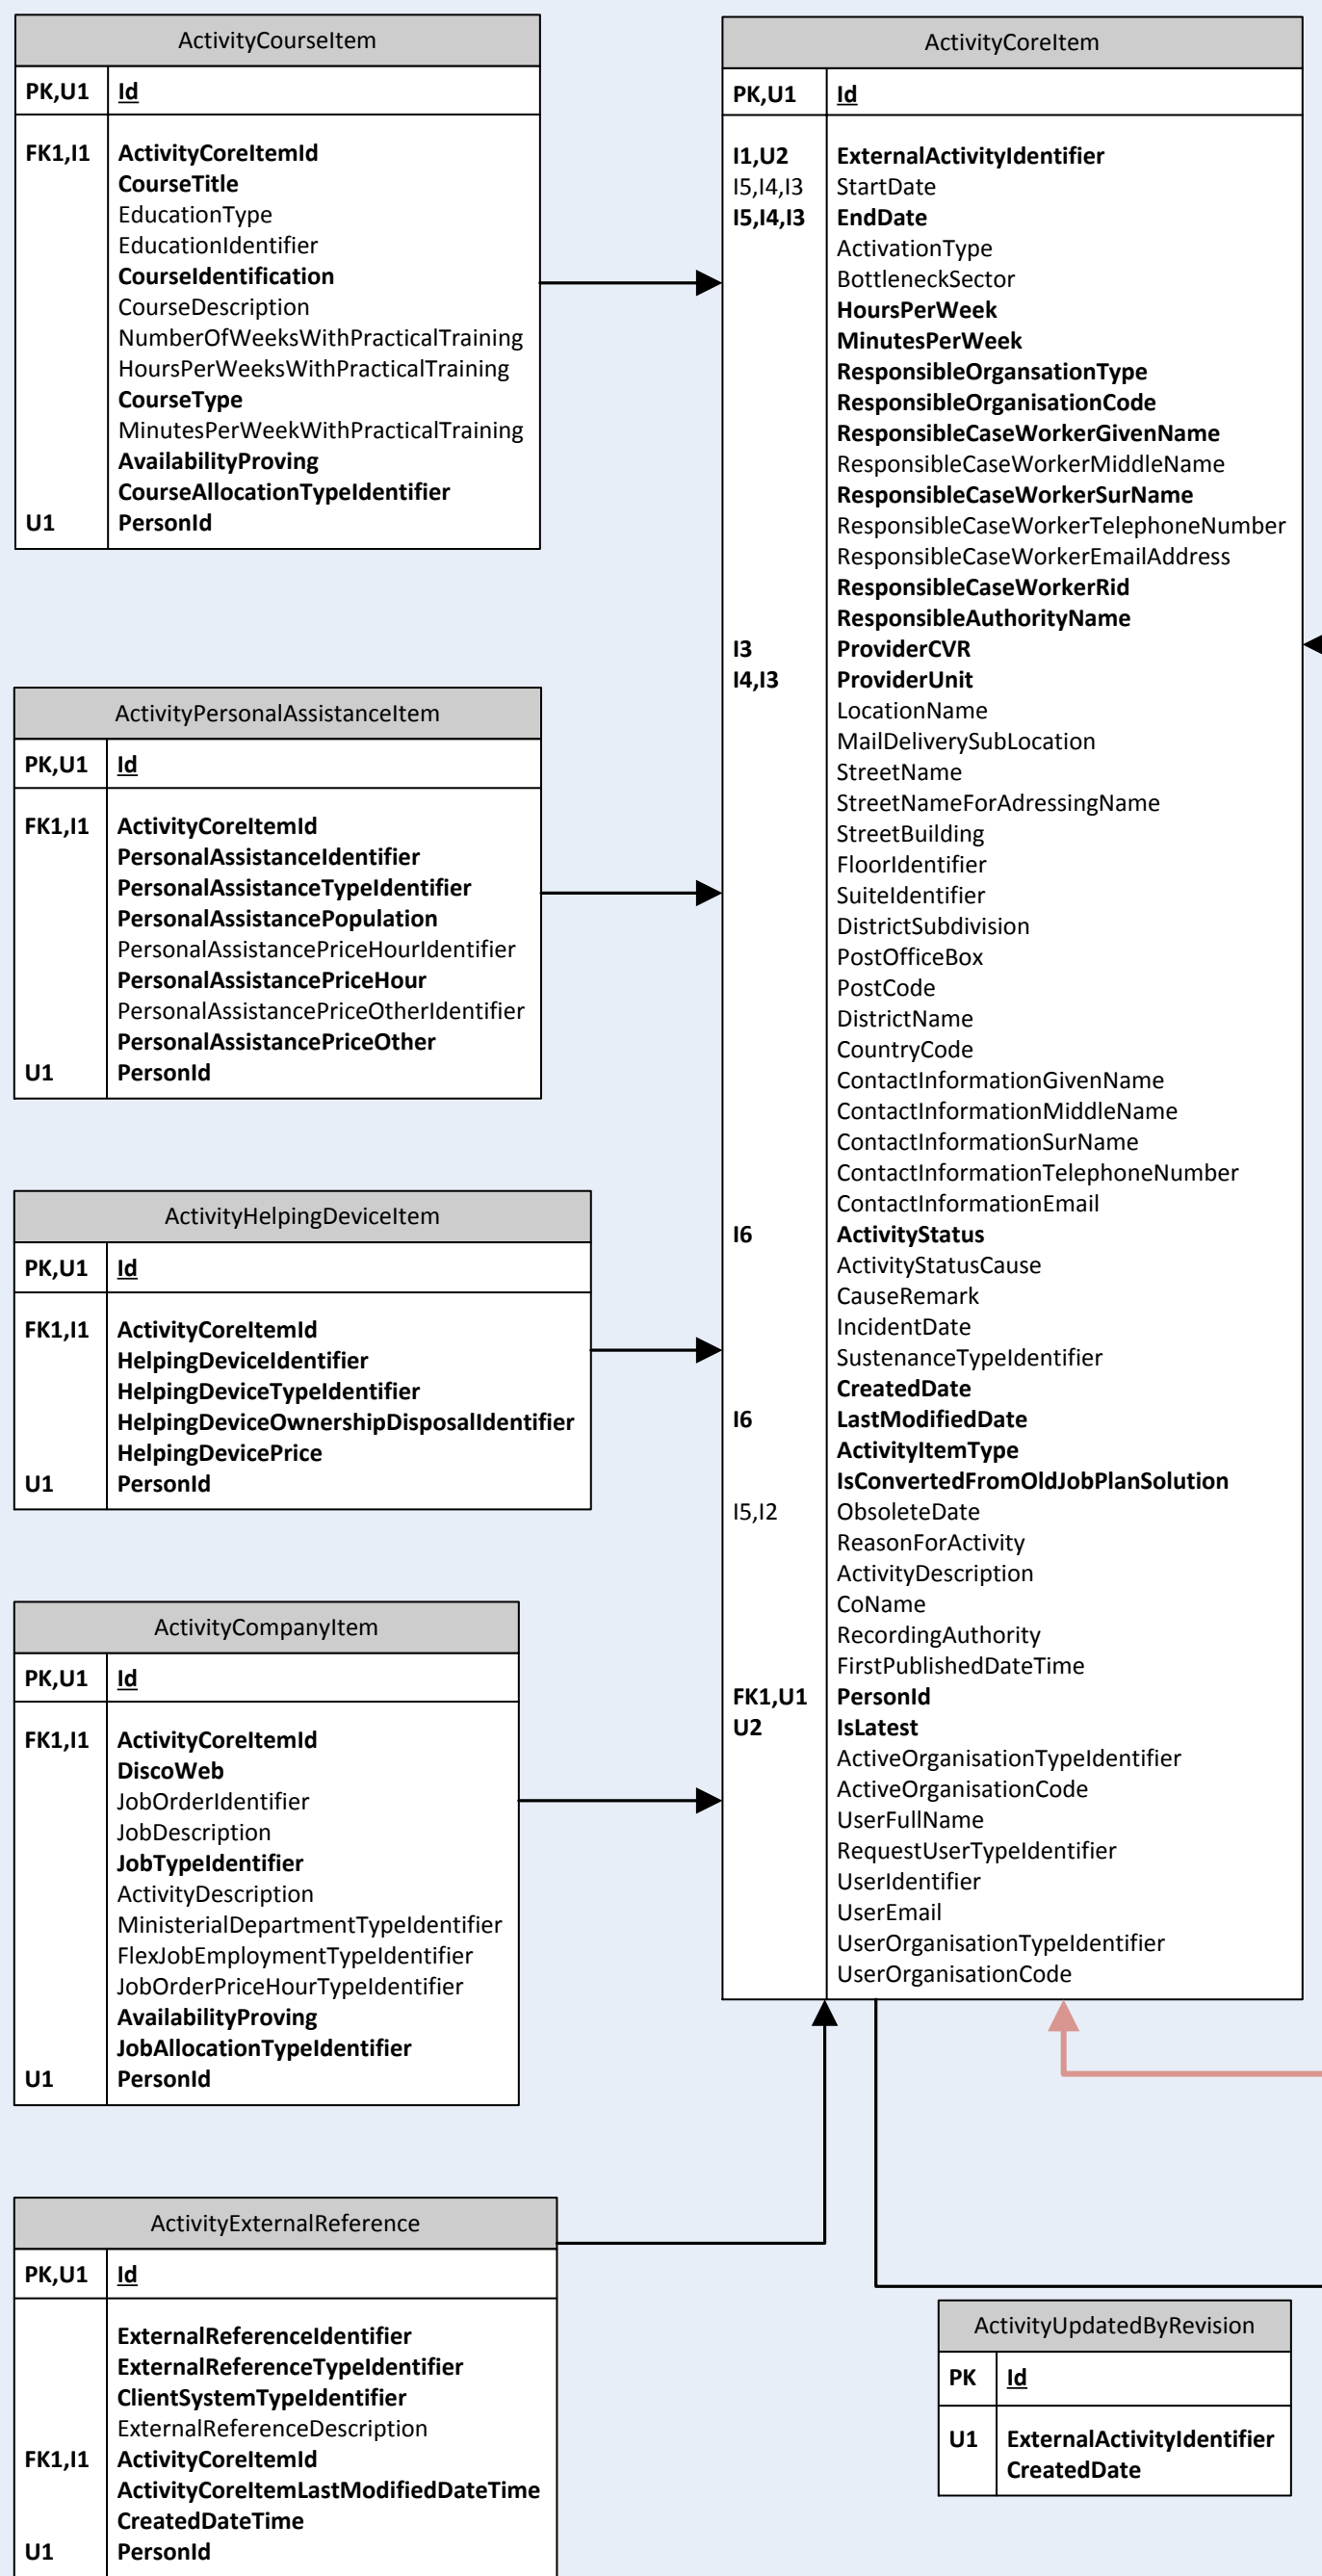 ActivityCourseItem
PK,U1 Id
FK1,I1 ActivityCoreItemId
CourseTitle
EducationType
EducationIdentifier
CourseIdentification
CourseDescription
NumberOfWeeksWithPracticalTraining
HoursPerWeeksWithPracticalTraining
CourseType
MinutesPerWeekWithPracticalTraining
AvailabilityProving
CourseAllocationTypeIdentifier
U1 PersonId
ActivityPersonalAssistanceItem
PK,U1 Id
FK1,I1 ActivityCoreItemId
PersonalAssistanceIdentifier
PersonalAssistanceTypeIdentifier
PersonalAssistancePopulation
PersonalAssistancePriceHourIdentifier
PersonalAssistancePriceHour
PersonalAssistancePriceOtherIdentifier
PersonalAssistancePriceOther
U1 PersonId
ActivityHelpingDeviceItem
PK,U1 Id
FK1,I1 ActivityCoreItemId
HelpingDeviceIdentifier
HelpingDeviceTypeIdentifier
HelpingDeviceOwnershipDisposalIdentifier
HelpingDevicePrice
U1 PersonId
ActivityCompanyItem
PK,U1 Id
FK1,I1 ActivityCoreItemId
DiscoWeb
JobOrderIdentifier
JobDescription
JobTypeIdentifier
ActivityDescription
MinisterialDepartmentTypeIdentifier
FlexJobEmploymentTypeIdentifier
JobOrderPriceHourTypeIdentifier
AvailabilityProving
JobAllocationTypeIdentifier
U1 PersonId
ActivityExternalReference
PK,U1 Id
ExternalReferenceIdentifier
ExternalReferenceTypeIdentifier
ClientSystemTypeIdentifier
ExternalReferenceDescription
FK1,I1 ActivityCoreItemId
ActivityCoreItemLastModifiedDateTime
CreatedDateTime
U1 PersonId
ActivityCoreItem
PK,U1 Id
I1,U2 ExternalActivityIdentifier
I5,I4,I3 StartDate
I5,I4,I3 EndDate
ActivationType
BottleneckSector
HoursPerWeek
MinutesPerWeek
ResponsibleOrgansationType
ResponsibleOrganisationCode
ResponsibleCaseWorkerGivenName
ResponsibleCaseWorkerMiddleName
ResponsibleCaseWorkerSurName
ResponsibleCaseWorkerTelephoneNumber
ResponsibleCaseWorkerEmailAddress
ResponsibleCaseWorkerRid
ResponsibleAuthorityName
I3 ProviderCVR
I4,I3 ProviderUnit
LocationName
MailDeliverySubLocation
StreetName
StreetNameForAdressingName
StreetBuilding
FloorIdentifier
SuiteIdentifier
DistrictSubdivision
PostOfficeBox
PostCode
DistrictName
CountryCode
ContactInformationGivenName
ContactInformationMiddleName
ContactInformationSurName
ContactInformationTelephoneNumber
ContactInformationEmail
I6 ActivityStatus
ActivityStatusCause
CauseRemark
IncidentDate
SustenanceTypeIdentifier
CreatedDate
I6 LastModifiedDate
ActivityItemType
IsConvertedFromOldJobPlanSolution
I5,I2 ObsoleteDate
ReasonForActivity
ActivityDescription
CoName
RecordingAuthority
FirstPublishedDateTime
FK1,U1 PersonId
U2 IsLatest
ActiveOrganisationTypeIdentifier
ActiveOrganisationCode
UserFullName
RequestUserTypeIdentifier
UserIdentifier
UserEmail
UserOrganisationTypeIdentifier
UserOrganisationCode
ActivityUpdatedByRevision
PK Id
U1 ExternalActivityIdentifier
CreatedDate